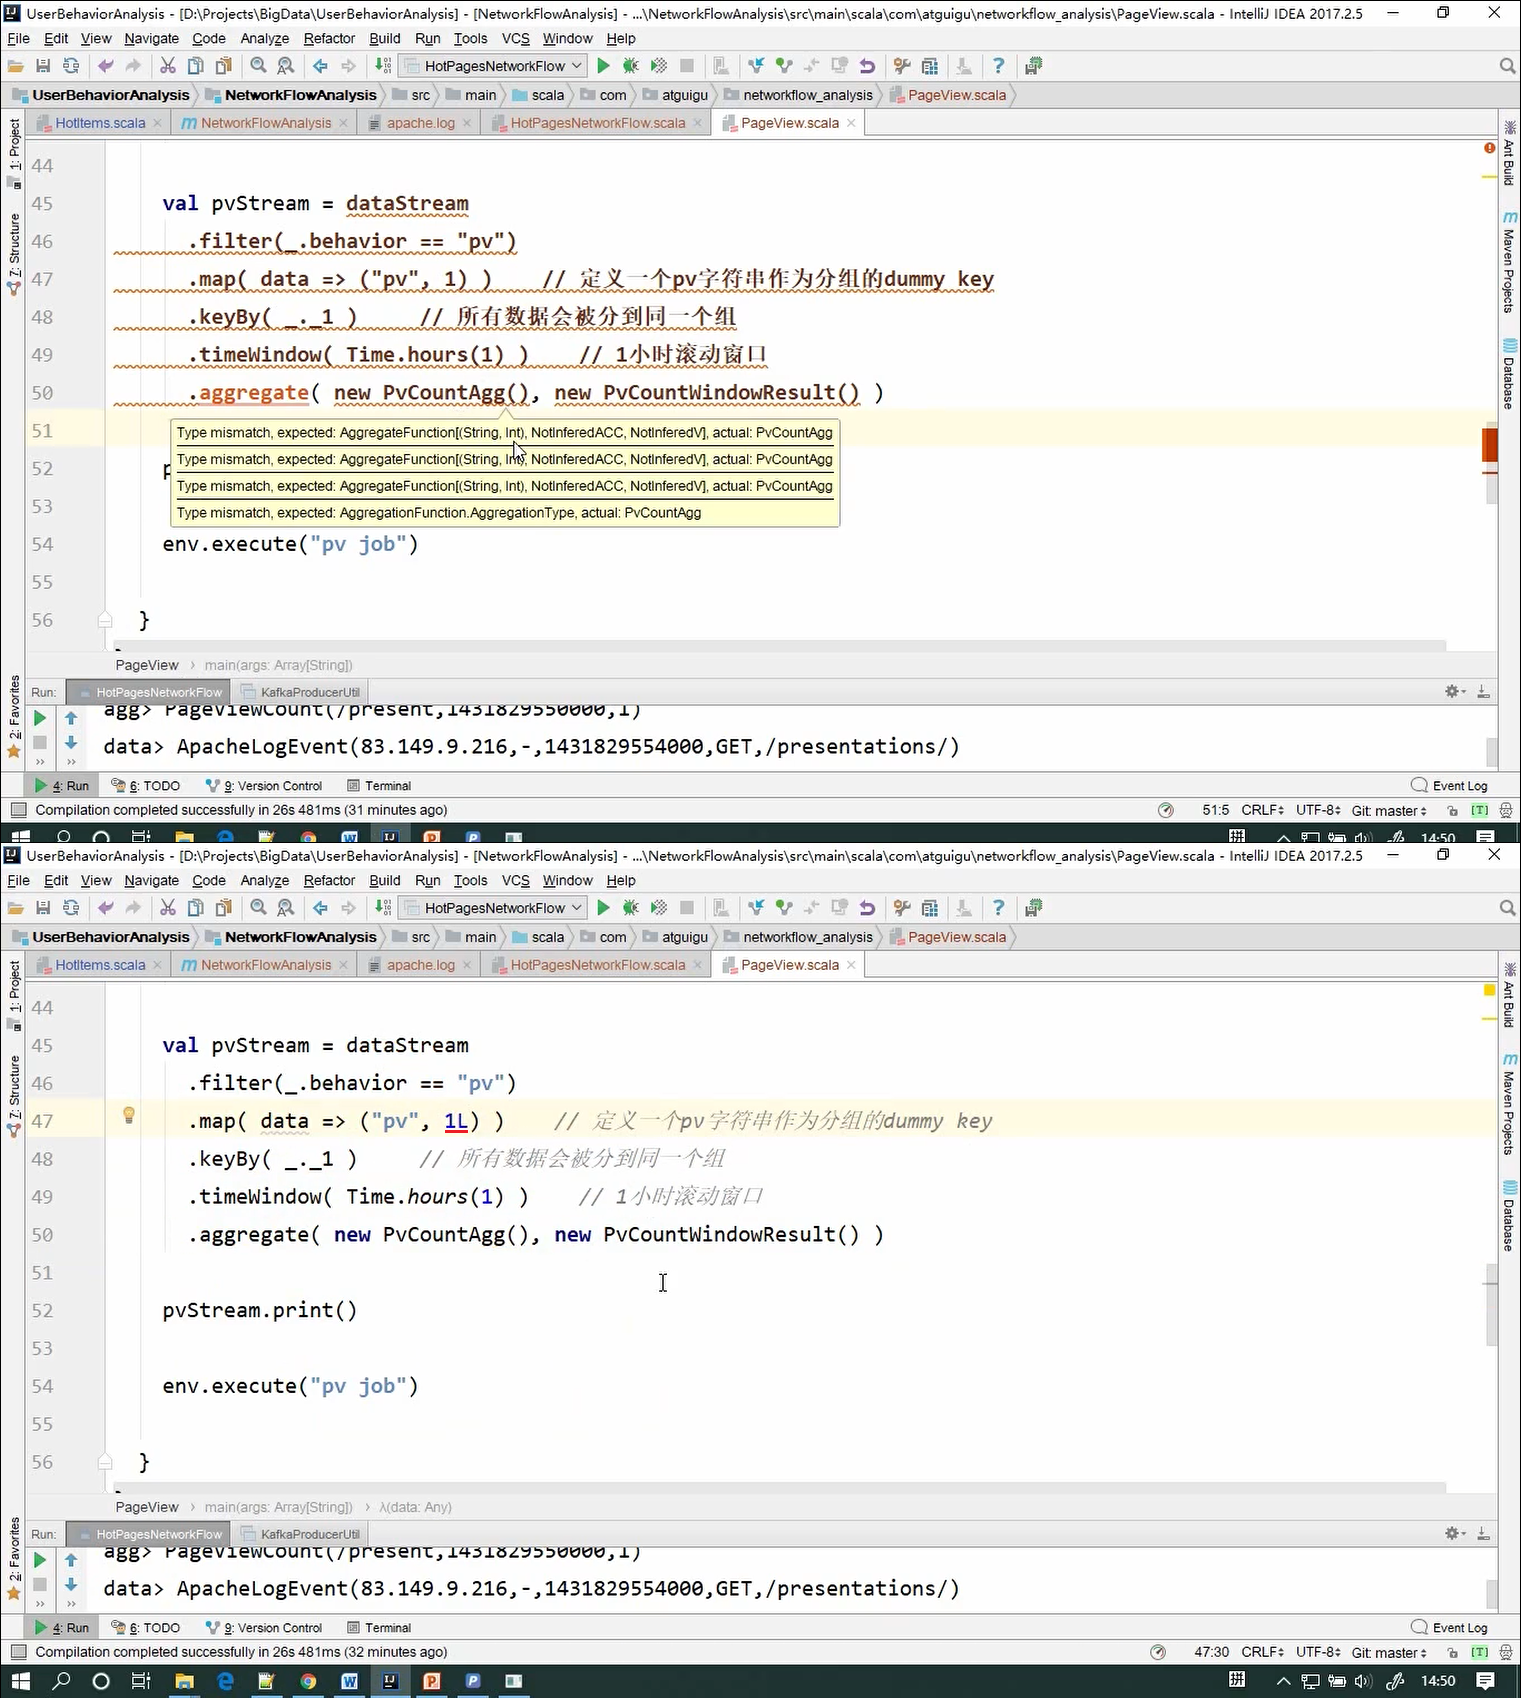 UserBehaviorAnalysis - [D:\Projects\BigData\UserBehaviorAnalysis] - [NetworkFlowAnalysis] - ...\NetworkFlowAnalysis\src\main\scala\com\atguigu\networkflow_analysis\PageView.scala - IntelliJ IDEA 2017.2.5
File Edit View Navigate Code Analyze Refactor Build Run Tools VCS Window Help
HotPagesNetworkFlow
UserBehaviorAnalysis NetworkFlowAnalysis src main scala com atguigu networkflow_analysis PageView.scala
HotItems.scala NetworkFlowAnalysis apache.log HotPagesNetworkFlow.scala PageView.scala
1: Project
7: Structure
2: Favorites
Ant Build
Maven Projects
Database
44
45 val pvStream = dataStream
46 .filter(_.behavior == "pv")
47 .map( data => ("pv", 1) ) // 定义一个pv字符串作为分组的dummy key
48 .keyBy( _._1 ) // 所有数据会被分到同一个组
49 .timeWindow( Time.hours(1) ) // 1小时滚动窗口
50 .aggregate( new PvCountAgg(), new PvCountWindowResult() )
51
Type mismatch, expected: AggregateFunction[(String, Int), NotInferedACC, NotInferedV], actual: PvCountAgg
Type mismatch, expected: AggregateFunction[(String, Int), NotInferedACC, NotInferedV], actual: PvCountAgg
Type mismatch, expected: AggregateFunction[(String, Int), NotInferedACC, NotInferedV], actual: PvCountAgg
Type mismatch, expected: AggregationFunction.AggregationType, actual: PvCountAgg
52 p
53
54 env.execute("pv job")
55
56 }
PageView main(args: Array[String])
Run: HotPagesNetworkFlow KafkaProducerUtil
agg> PageViewCount(/present,1431829550000,1)
data> ApacheLogEvent(83.149.9.216,-,1431829554000,GET,/presentations/)
4: Run 6: TODO 9: Version Control Terminal Event Log
Compilation completed successfully in 26s 481ms (31 minutes ago) 51:5 CRLF UTF-8 Git: master [T]
拼 14:50
UserBehaviorAnalysis - [D:\Projects\BigData\UserBehaviorAnalysis] - [NetworkFlowAnalysis] - ...\NetworkFlowAnalysis\src\main\scala\com\atguigu\networkflow_analysis\PageView.scala - IntelliJ IDEA 2017.2.5
File Edit View Navigate Code Analyze Refactor Build Run Tools VCS Window Help
HotPagesNetworkFlow
UserBehaviorAnalysis NetworkFlowAnalysis src main scala com atguigu networkflow_analysis PageView.scala
HotItems.scala NetworkFlowAnalysis apache.log HotPagesNetworkFlow.scala PageView.scala
1: Project
7: Structure
2: Favorites
Ant Build
Maven Projects
Database
44
45 val pvStream = dataStream
46 .filter(_.behavior == "pv")
47 .map( data => ("pv", 1L) ) // 定义一个pv字符串作为分组的dummy key
48 .keyBy( _._1 ) // 所有数据会被分到同一个组
49 .timeWindow( Time.hours(1) ) // 1小时滚动窗口
50 .aggregate( new PvCountAgg(), new PvCountWindowResult() )
51
52 pvStream.print()
53
54 env.execute("pv job")
55
56 }
PageView main(args: Array[String]) λ(data: Any)
Run: HotPagesNetworkFlow KafkaProducerUtil
agg> PageViewCount(/present,1431829550000,1)
data> ApacheLogEvent(83.149.9.216,-,1431829554000,GET,/presentations/)
4: Run 6: TODO 9: Version Control Terminal Event Log
Compilation completed successfully in 26s 481ms (32 minutes ago) 47:30 CRLF UTF-8 Git: master [T]
拼 14:50